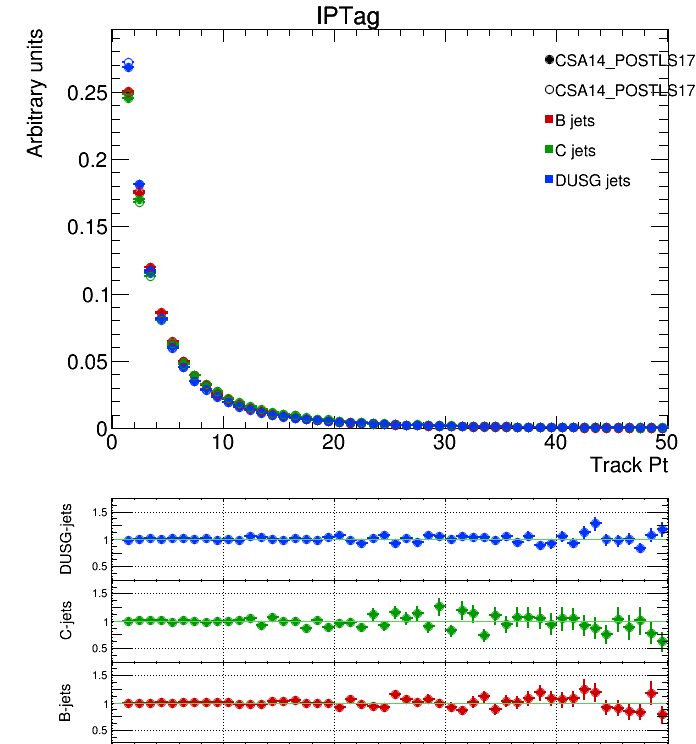 IPTag
Arbitrary units
CSA14_POSTLS17
CSA14_POSTLS17
B jets
C jets
DUSG jets
0.25
0.2
0.15
0.1
0.05
0
0 10 20 30 40 50
Track Pt
DUSG-jets
1.5
1
0.5
C-jets
1.5
1
0.5
B-jets
1.5
1
0.5